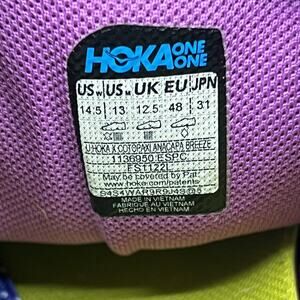 HOKA ONE ONE
US W US M UK EU JPN
14.5 13 12.5 48 31
U HOKA X COTOPAXI ANACAPA BREEZE
1136950 ESPC
FS1122L
May be covered by Pat.
www.hoka.com/patents
MADE IN VIETNAM
FABRIQUÉ AU VIETNAM
HECHO EN VIETNAM